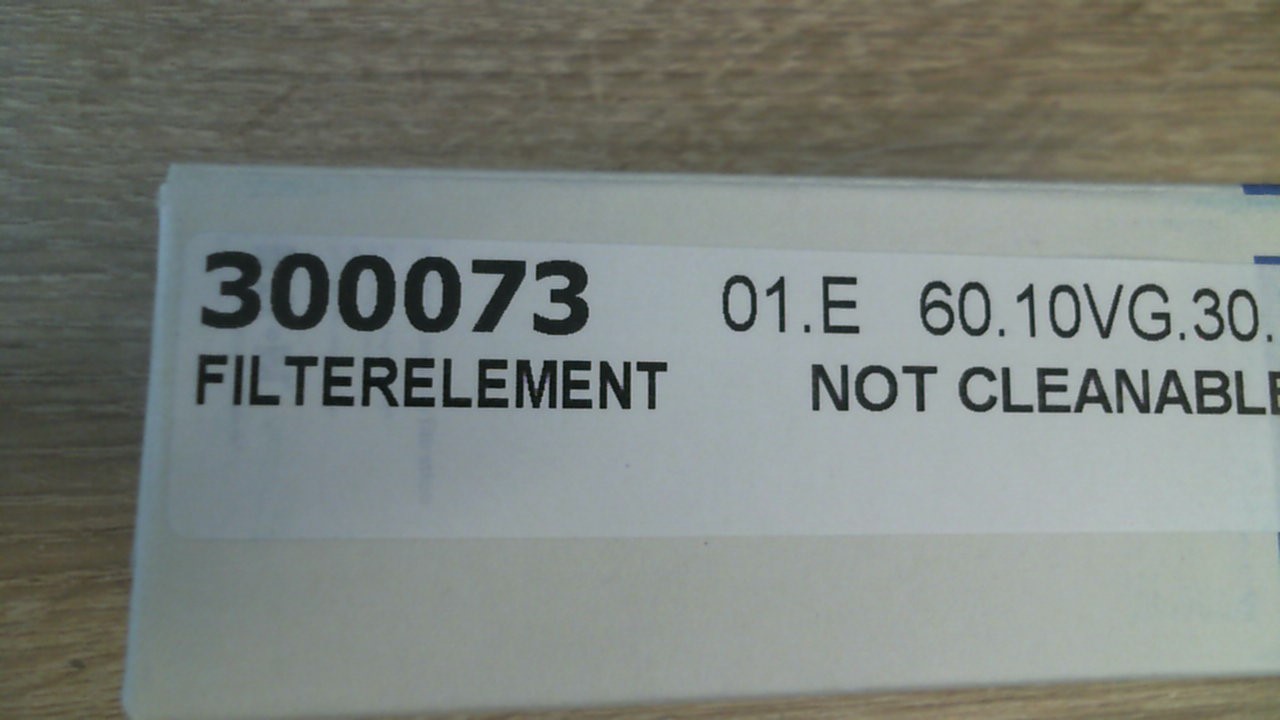 300073 01.E 60.10VG.30.
FILTERELEMENT NOT CLEANABLE